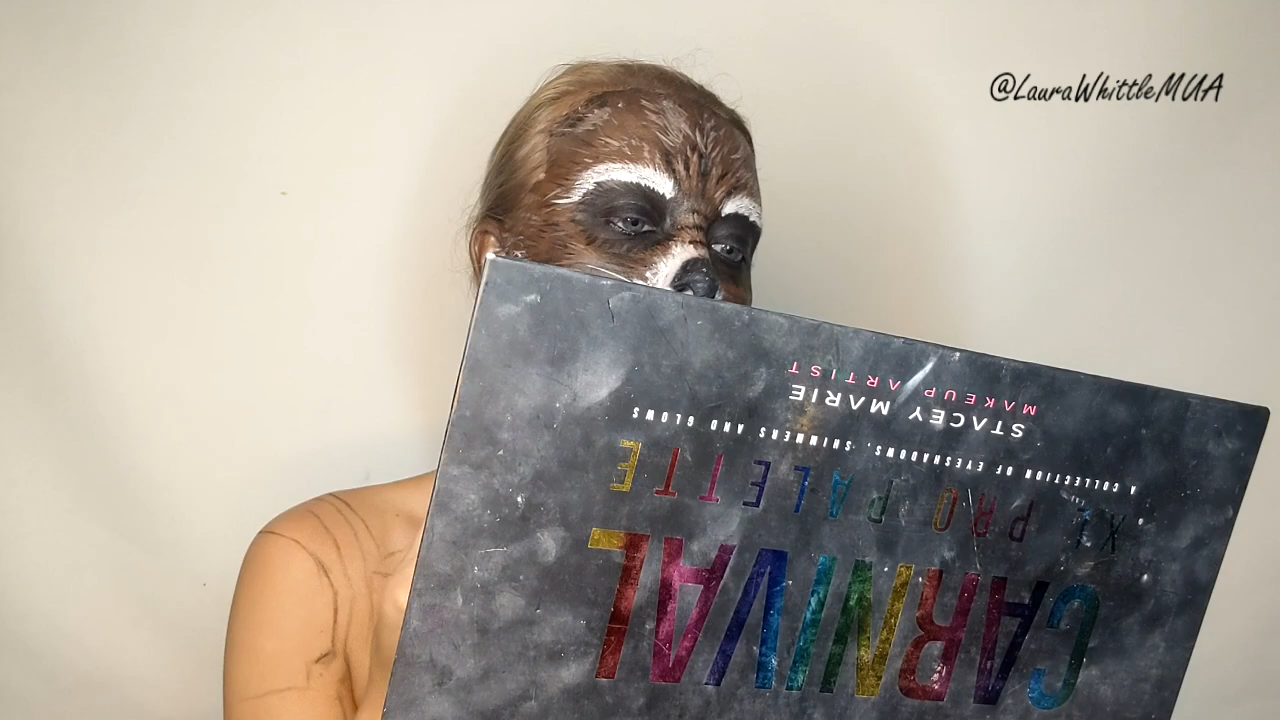 @LauraWhittleMUA
CARNIVAL
XL PRO PALETTE
A COLLECTION OF EYESHADOWS, SHIMMERS AND GLOWS
STACEY MARIE
MAKEUP ARTIST